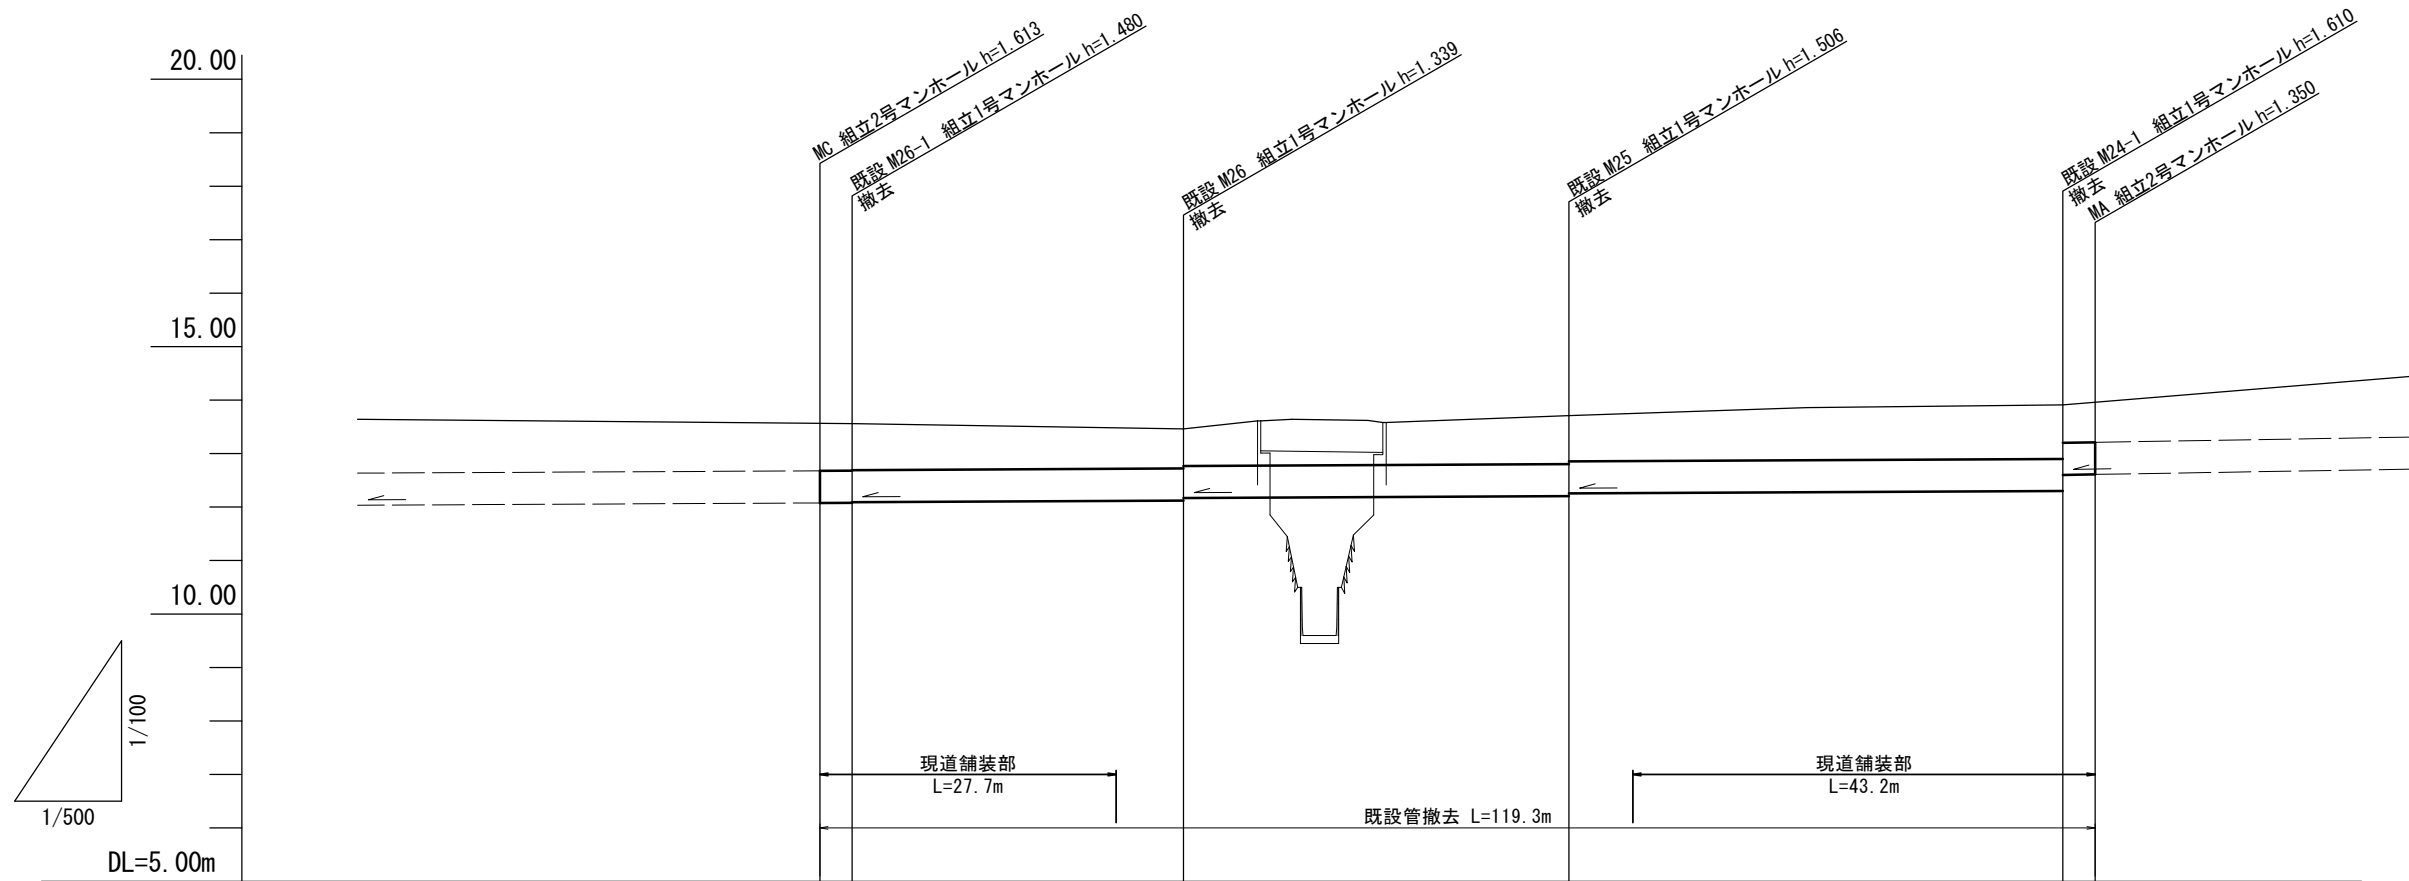 MC 組立2号マンホール h=1.613
既設 M26-1 組立1号マンホール h=1.480
撤去
既設 M26 組立1号マンホール h=1.339
撤去
既設 M25 組立1号マンホール h=1.506
撤去
既設 M24-1 組立1号マンホール h=1.610
撤去
MA 組立2号マンホール h=1.350
20.00
15.00
10.00
1/100
1/500
現道舗装部
L=27.7m
現道舗装部
L=43.2m
既設管撤去 L=119.3m
DL=5.00m